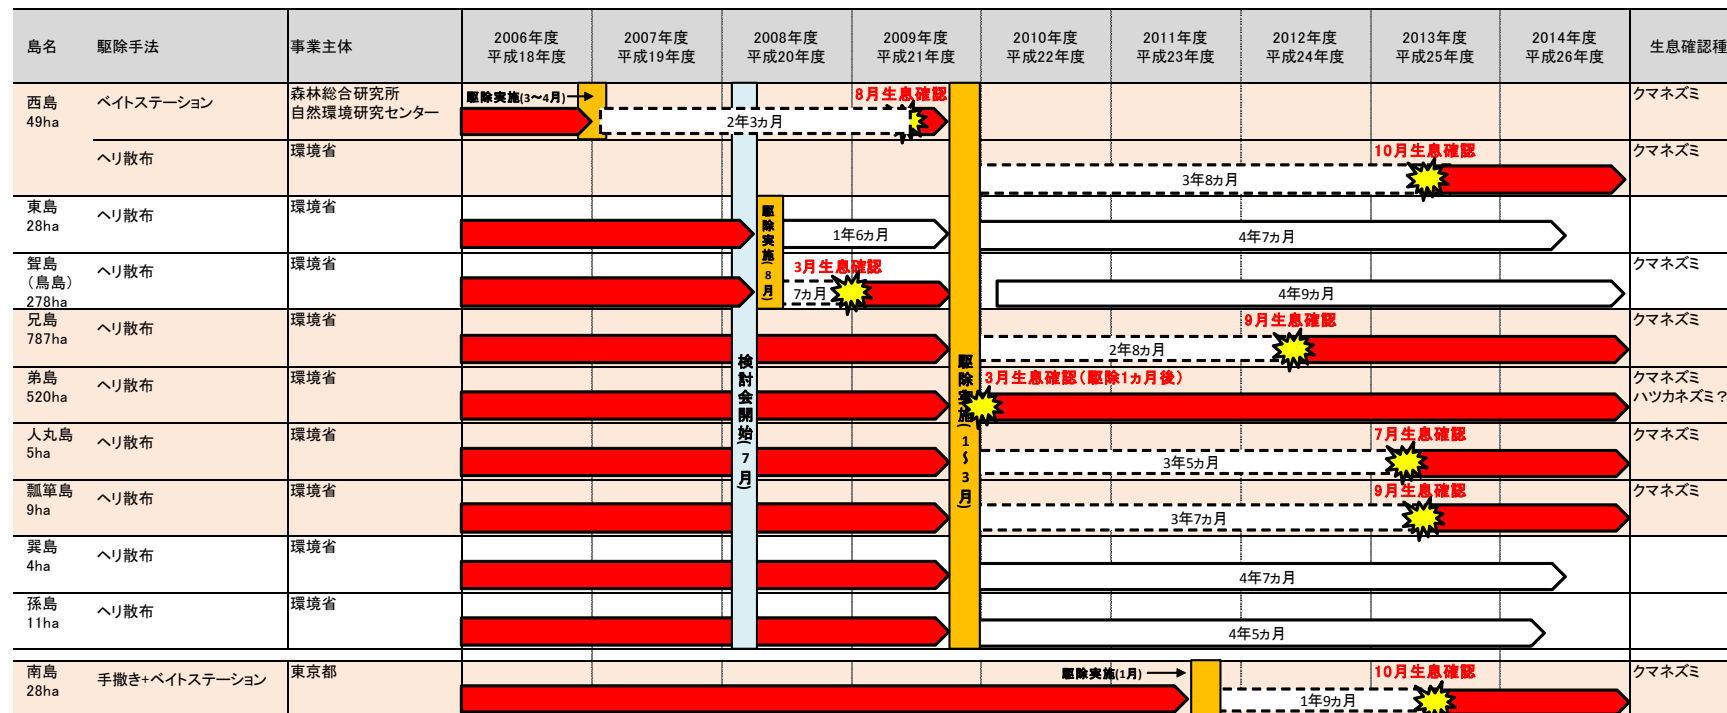 島名 駆除手法 事業主体 2006年度 2007年度 2008年度 2009年度 2010年度 2011年度 2012年度 2013年度 2014年度 生息確認種
平成18年度 平成19年度 平成20年度 平成21年度 平成22年度 平成23年度 平成24年度 平成25年度 平成26年度
西島 ベイトステーション 森林総合研究所 駆除実施(3~4月) 8月生息確認 クマネズミ
49ha 自然環境研究センター 2年3ヵ月
ヘリ散布 環境省 10月生息確認 クマネズミ
3年8ヵ月
東島 ヘリ散布 環境省
28ha 1年6ヵ月 4年7ヵ月
駆除実施(8月)
聟島 ヘリ散布 環境省 3月生息確認 クマネズミ
(鳥島)
278ha 7ヵ月 4年9ヵ月
兄島 ヘリ散布 環境省 9月生息確認 クマネズミ
787ha 2年8ヵ月
検討会開始(7月)
駆除実施(1~3月)
弟島 ヘリ散布 環境省 3月生息確認(駆除1ヵ月後) クマネズミ
520ha ハツカネズミ?
人丸島 ヘリ散布 環境省 7月生息確認 クマネズミ
5ha 3年5ヵ月
瓢箪島 ヘリ散布 環境省 9月生息確認 クマネズミ
9ha 3年7ヵ月
巽島 ヘリ散布 環境省
4ha 4年7ヵ月
孫島 ヘリ散布 環境省
11ha 4年5ヵ月
南島 手撒き+ベイトステーション 東京都 駆除実施(1月) 10月生息確認 クマネズミ
28ha 1年9ヵ月